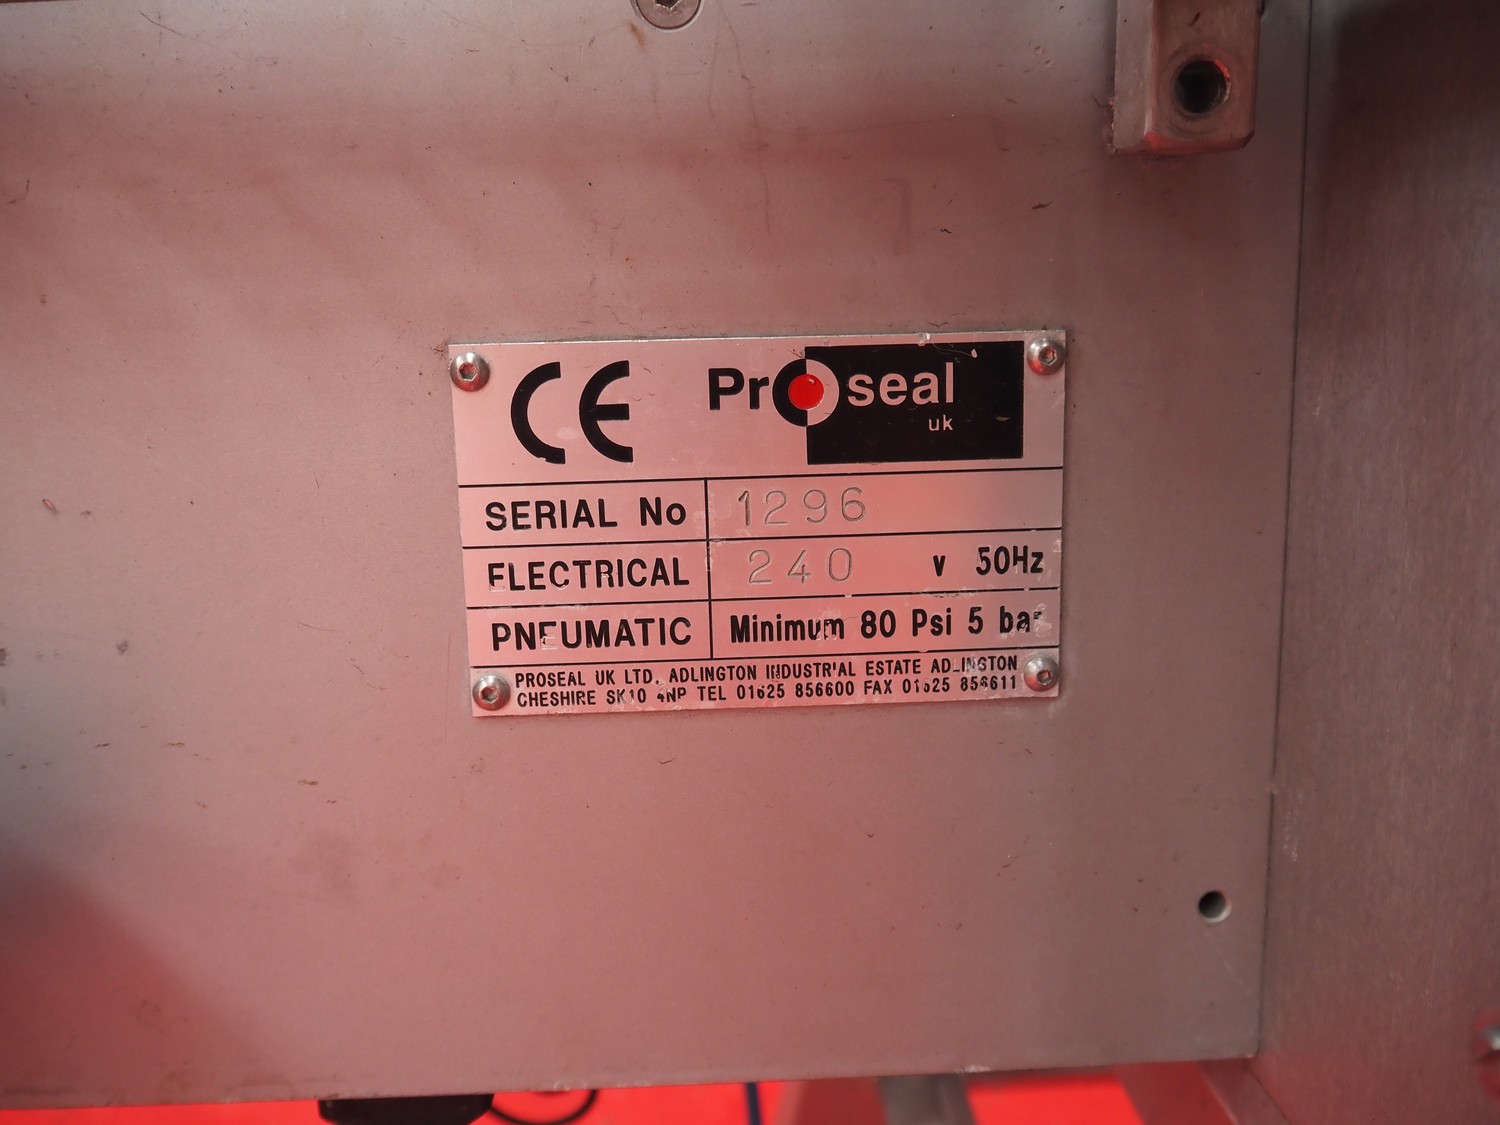 CE Proseal
uk
SERIAL No 1296
ELECTRICAL 240 v 50Hz
PNEUMATIC Minimum 80 Psi 5 bar
PROSEAL UK LTD. ADLINGTON INDUSTRIAL ESTATE ADLINGTON
CHESHIRE SK10 4NP TEL 01625 856600 FAX 01625 856611